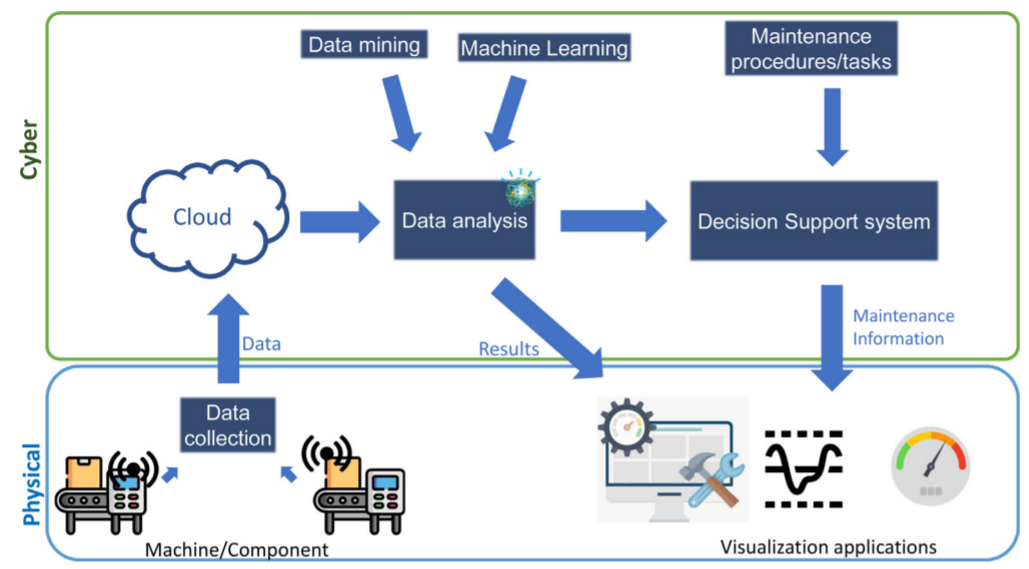 Cyber
Data mining
Machine Learning
Maintenance
procedures/tasks
Cloud
Data analysis
Decision Support system
Data
Results
Maintenance
Information
Physical
Data
collection
Machine/Component
Visualization applications